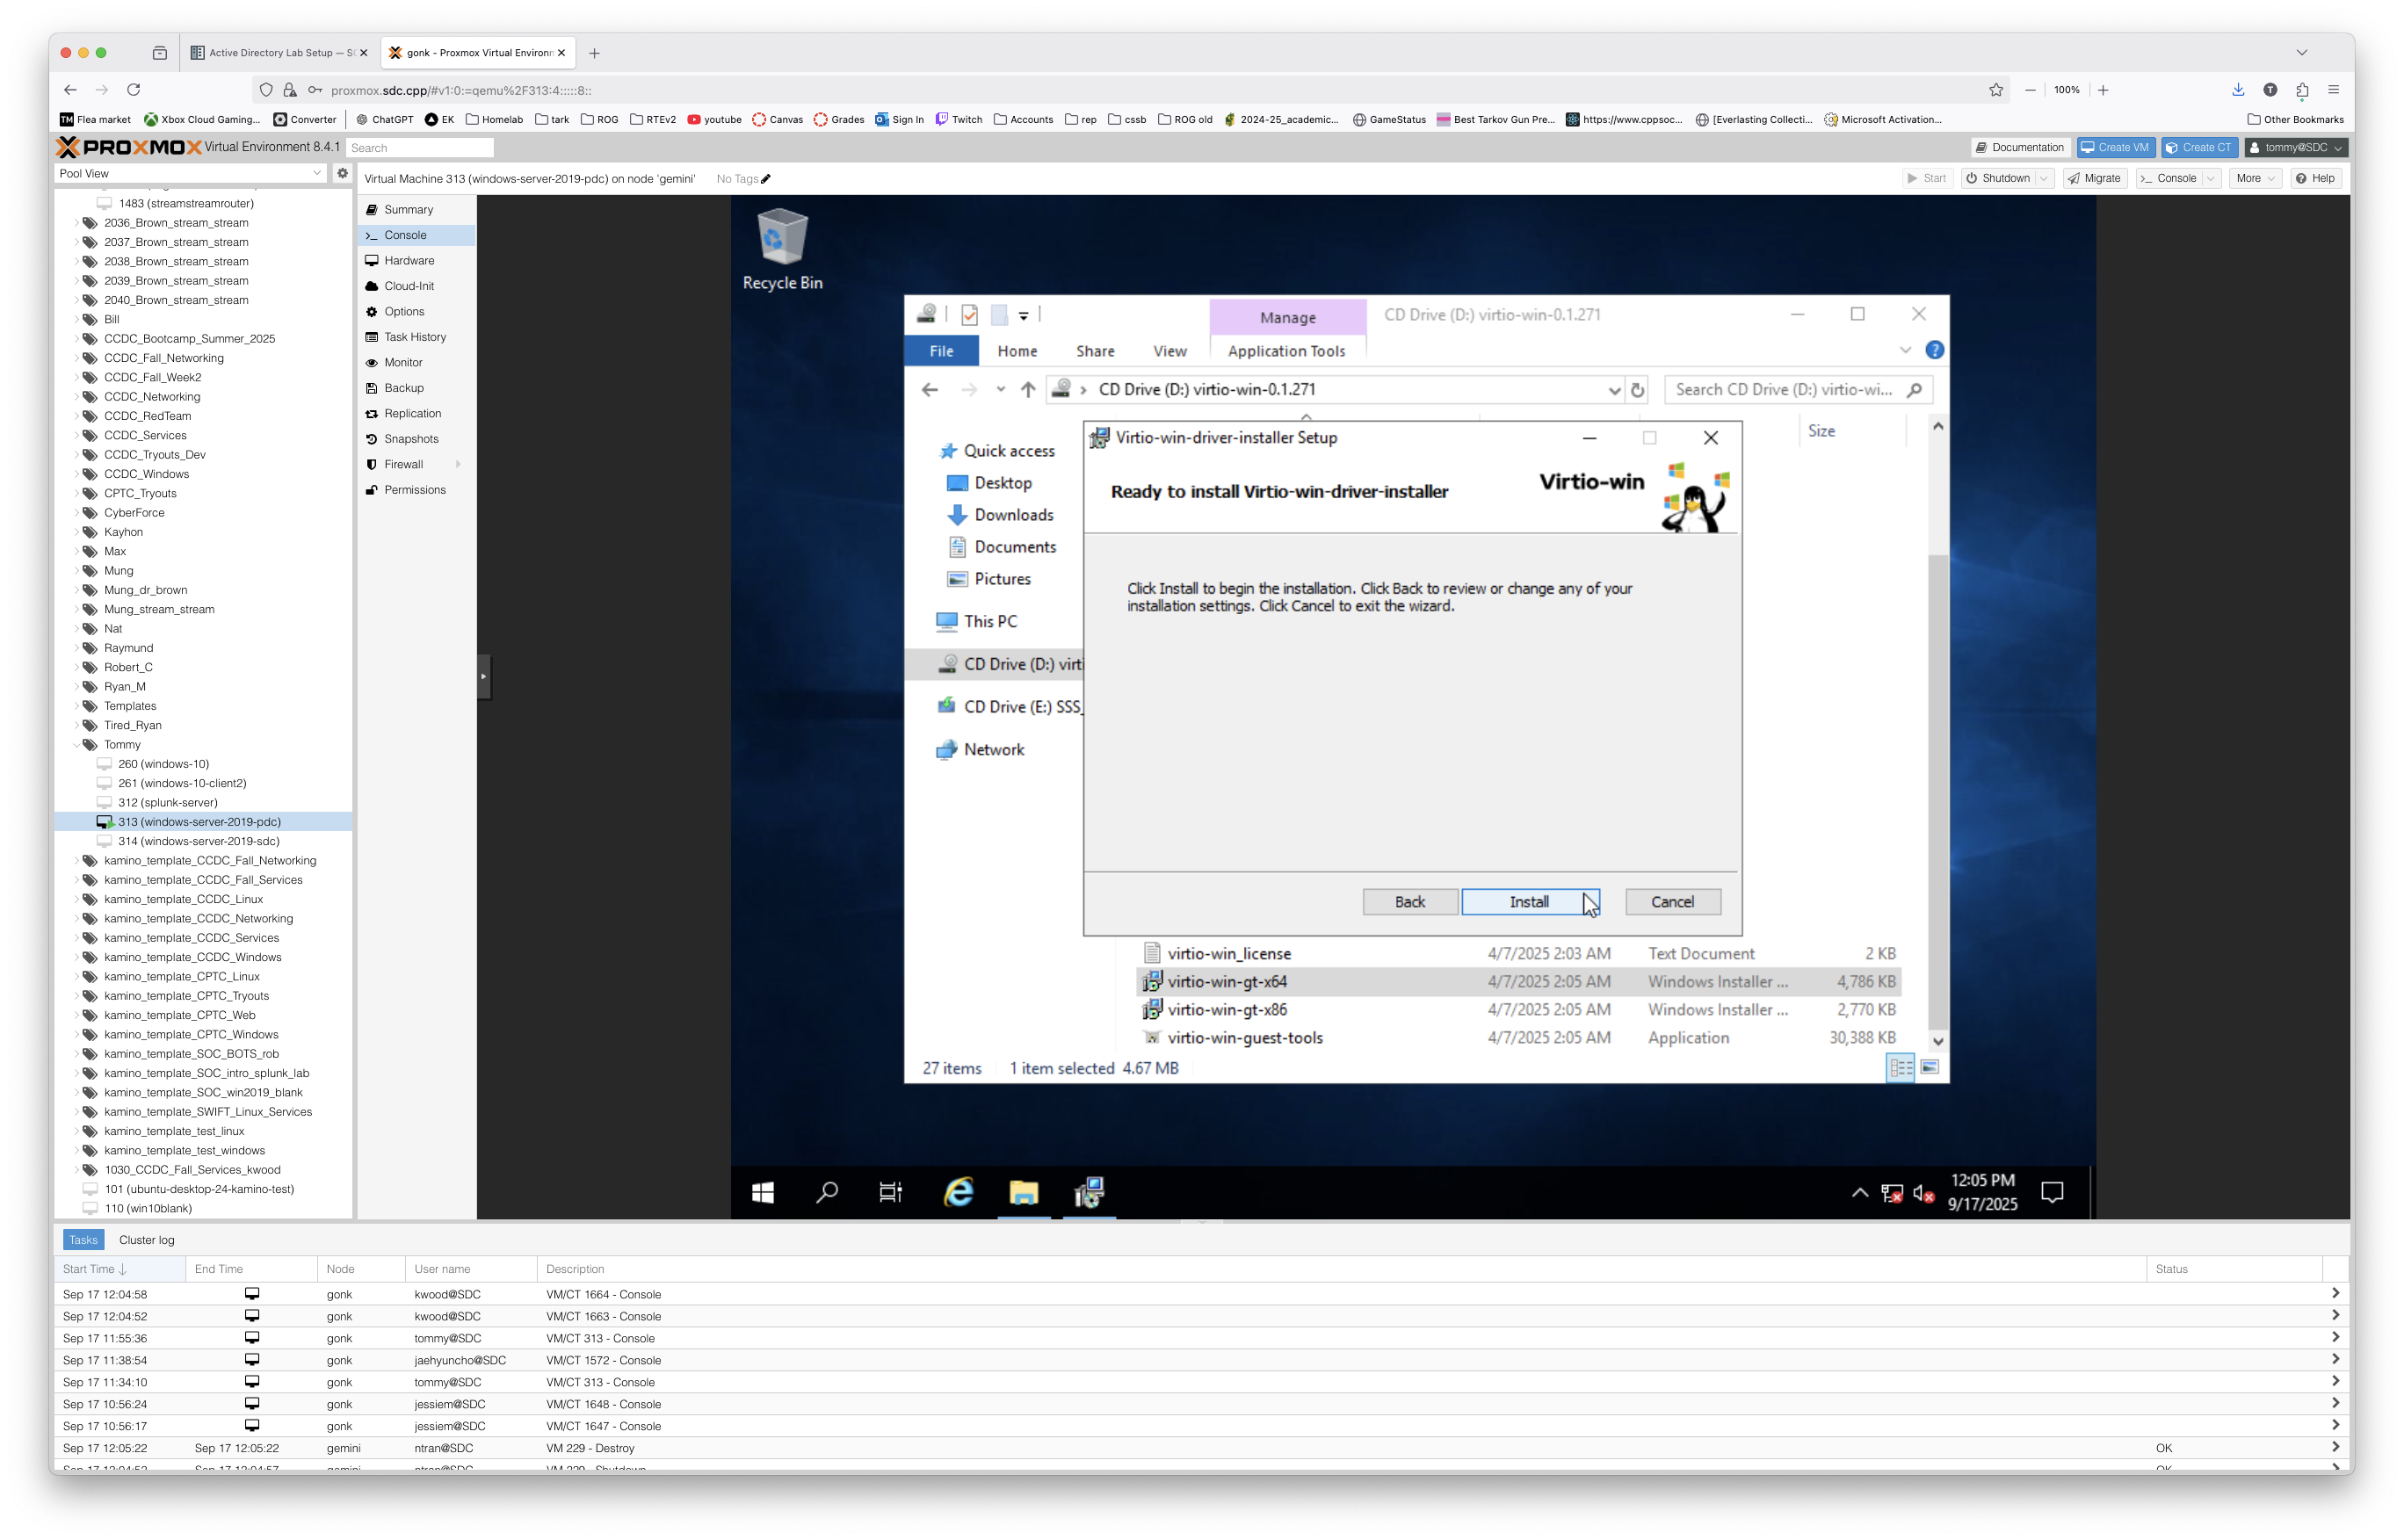 Active Directory Lab Setup — S
gonk - Proxmox Virtual Environ
proxmox.sdc.cpp/#v1:0:=qemu%2F313:4:::::8::
100%
Flea market
Xbox Cloud Gaming...
Converter
ChatGPT
EK
Homelab
tark
ROG
RTEv2
youtube
Canvas
Grades
Sign In
Twitch
Accounts
rep
cssb
ROG old
2024-25_academic...
GameStatus
Best Tarkov Gun Pre...
https://www.cppsoc...
[Everlasting Collecti...
Microsoft Activation...
Other Bookmarks
PROXMOX Virtual Environment 8.4.1
Search
Documentation
Create VM
Create CT
tommy@SDC
Pool View
Virtual Machine 313 (windows-server-2019-pdc) on node 'gemini'
No Tags
Start
Shutdown
Migrate
Console
More
Help
1483 (streamstreamrouter)
2036_Brown_stream_stream
2037_Brown_stream_stream
2038_Brown_stream_stream
2039_Brown_stream_stream
2040_Brown_stream_stream
Bill
CCDC_Bootcamp_Summer_2025
CCDC_Fall_Networking
CCDC_Fall_Week2
CCDC_Networking
CCDC_RedTeam
CCDC_Services
CCDC_Tryouts_Dev
CCDC_Windows
CPTC_Tryouts
CyberForce
Kayhon
Max
Mung
Mung_dr_brown
Mung_stream_stream
Nat
Raymund
Robert_C
Ryan_M
Templates
Tired_Ryan
Tommy
260 (windows-10)
261 (windows-10-client2)
312 (splunk-server)
313 (windows-server-2019-pdc)
314 (windows-server-2019-sdc)
kamino_template_CCDC_Fall_Networking
kamino_template_CCDC_Fall_Services
kamino_template_CCDC_Linux
kamino_template_CCDC_Networking
kamino_template_CCDC_Services
kamino_template_CCDC_Windows
kamino_template_CPTC_Linux
kamino_template_CPTC_Tryouts
kamino_template_CPTC_Web
kamino_template_CPTC_Windows
kamino_template_SOC_BOTS_rob
kamino_template_SOC_intro_splunk_lab
kamino_template_SOC_win2019_blank
kamino_template_SWIFT_Linux_Services
kamino_template_test_linux
kamino_template_test_windows
1030_CCDC_Fall_Services_kwood
101 (ubuntu-desktop-24-kamino-test)
110 (win10blank)
Summary
Console
Hardware
Cloud-Init
Options
Task History
Monitor
Backup
Replication
Snapshots
Firewall
Permissions
Recycle Bin
Manage
CD Drive (D:) virtio-win-0.1.271
File
Home
Share
View
Application Tools
CD Drive (D:) virtio-win-0.1.271
Search CD Drive (D:) virtio-wi...
Size
Quick access
Desktop
Downloads
Documents
Pictures
This PC
CD Drive (D:) virti
CD Drive (E:) SSS_
Network
Virtio-win-driver-installer Setup
Ready to install Virtio-win-driver-installer
Virtio-win
Click Install to begin the installation. Click Back to review or change any of your
installation settings. Click Cancel to exit the wizard.
Back
Install
Cancel
virtio-win_license 4/7/2025 2:03 AM Text Document 2 KB
virtio-win-gt-x64 4/7/2025 2:05 AM Windows Installer ... 4,786 KB
virtio-win-gt-x86 4/7/2025 2:05 AM Windows Installer ... 2,770 KB
virtio-win-guest-tools 4/7/2025 2:05 AM Application 30,388 KB
27 items 1 item selected 4.67 MB
12:05 PM
9/17/2025
Tasks
Cluster log
Start Time End Time Node User name Description Status
Sep 17 12:04:58 gonk kwood@SDC VM/CT 1664 - Console
Sep 17 12:04:52 gonk kwood@SDC VM/CT 1663 - Console
Sep 17 11:55:36 gonk tommy@SDC VM/CT 313 - Console
Sep 17 11:38:54 gonk jaehyuncho@SDC VM/CT 1572 - Console
Sep 17 11:34:10 gonk tommy@SDC VM/CT 313 - Console
Sep 17 10:56:24 gonk jessiem@SDC VM/CT 1648 - Console
Sep 17 10:56:17 gonk jessiem@SDC VM/CT 1647 - Console
Sep 17 12:05:22 Sep 17 12:05:22 gemini ntran@SDC VM 229 - Destroy OK